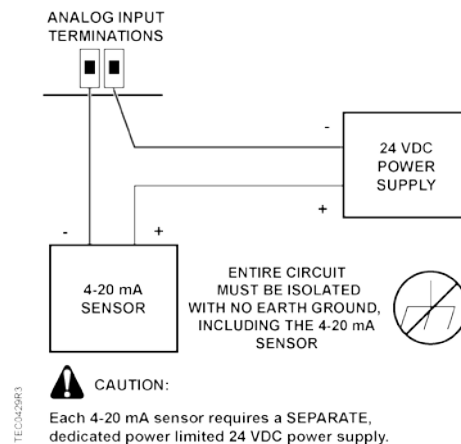 ANALOG INPUT
TERMINATIONS
-
24 VDC
POWER
SUPPLY
+
-
+
4-20 mA
SENSOR
ENTIRE CIRCUIT
MUST BE ISOLATED
WITH NO EARTH GROUND,
INCLUDING THE 4-20 mA
SENSOR
CAUTION:
Each 4-20 mA sensor requires a SEPARATE,
dedicated power limited 24 VDC power supply.
TEC0429R3